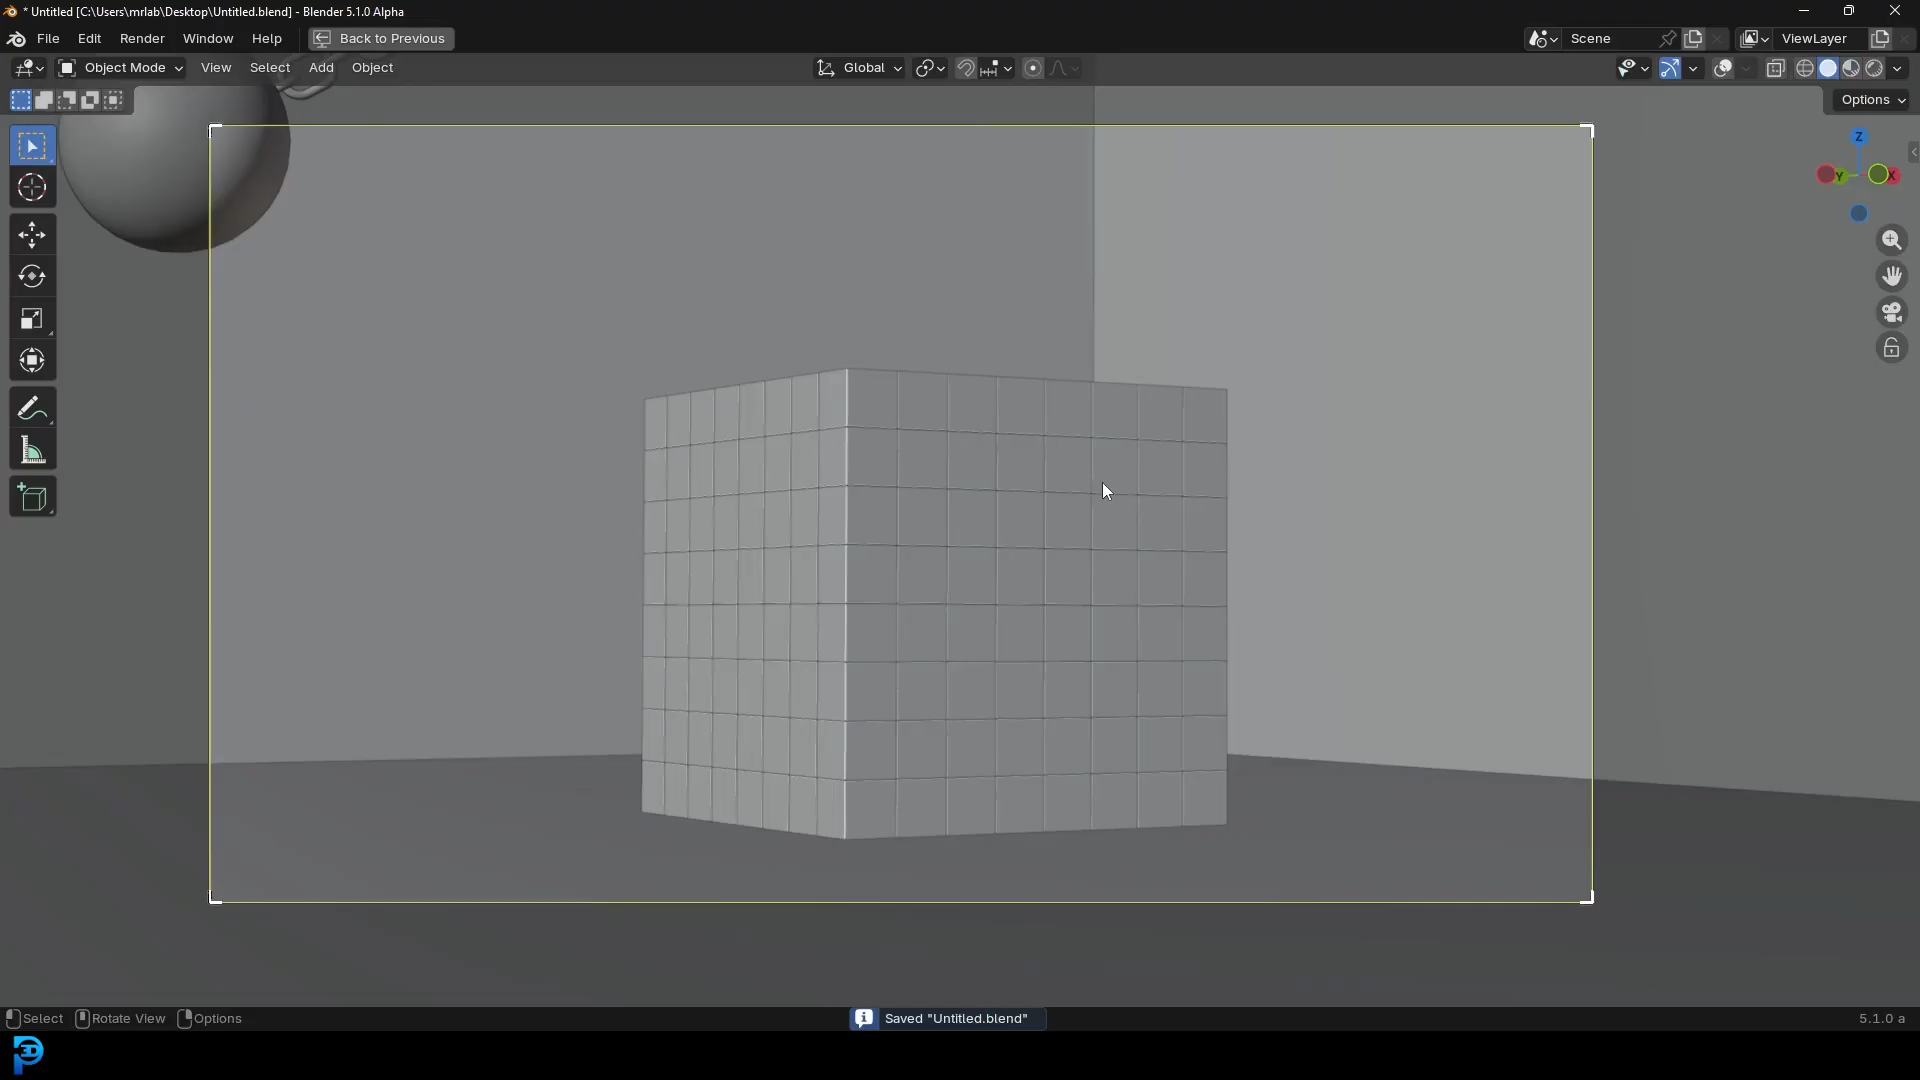 * Untitled [C:\Users\mrlab\Desktop\Untitled.blend] - Blender 5.1.0 Alpha
File Edit Render Window Help Back to Previous Scene ViewLayer
Object Mode View Select Add Object Global
Options
Z
Y X
Select Rotate View Options Saved "Untitled.blend" 5.1.0 a
3D